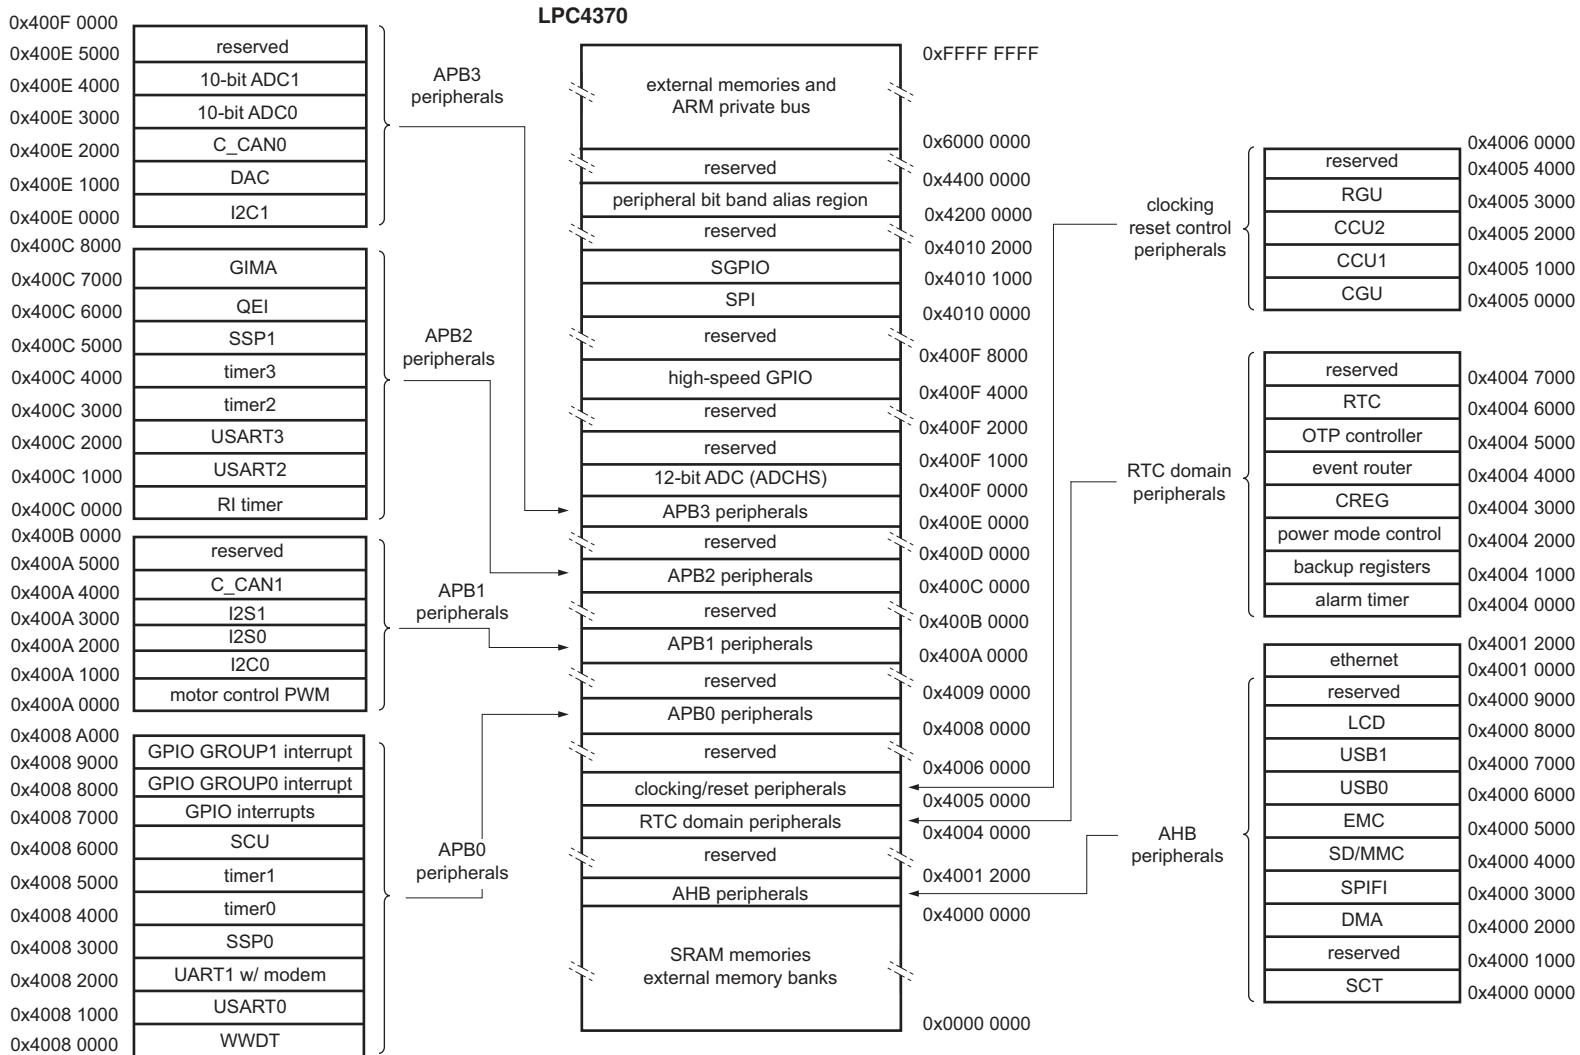 LPC4370
0x400F 0000
reserved
0x400E 5000
10-bit ADC1
0x400E 4000
10-bit ADC0
0x400E 3000
C_CAN0
0x400E 2000
DAC
0x400E 1000
I2C1
0x400E 0000
APB3
peripherals
0x400C 8000
GIMA
0x400C 7000
QEI
0x400C 6000
SSP1
0x400C 5000
timer3
0x400C 4000
timer2
0x400C 3000
USART3
0x400C 2000
USART2
0x400C 1000
RI timer
0x400C 0000
APB2
peripherals
0x400B 0000
reserved
0x400A 5000
C_CAN1
0x400A 4000
I2S1
0x400A 3000
I2S0
0x400A 2000
I2C0
0x400A 1000
motor control PWM
0x400A 0000
APB1
peripherals
0x4008 A000
GPIO GROUP1 interrupt
0x4008 9000
GPIO GROUP0 interrupt
0x4008 8000
GPIO interrupts
0x4008 7000
SCU
0x4008 6000
timer1
0x4008 5000
timer0
0x4008 4000
SSP0
0x4008 3000
UART1 w/ modem
0x4008 2000
USART0
0x4008 1000
WWDT
0x4008 0000
APB0
peripherals
0xFFFF FFFF
external memories and
ARM private bus
0x6000 0000
reserved
0x4400 0000
peripheral bit band alias region
0x4200 0000
reserved
0x4010 2000
SGPIO
0x4010 1000
SPI
0x4010 0000
reserved
0x400F 8000
high-speed GPIO
0x400F 4000
reserved
0x400F 2000
reserved
0x400F 1000
12-bit ADC (ADCHS)
0x400F 0000
APB3 peripherals
0x400E 0000
reserved
0x400D 0000
APB2 peripherals
0x400C 0000
reserved
0x400B 0000
APB1 peripherals
0x400A 0000
reserved
0x4009 0000
APB0 peripherals
0x4008 0000
reserved
0x4006 0000
clocking/reset peripherals
0x4005 0000
RTC domain peripherals
0x4004 0000
reserved
0x4001 2000
AHB peripherals
0x4000 0000
SRAM memories
external memory banks
0x0000 0000
clocking
reset control
peripherals
0x4006 0000
reserved
0x4005 4000
RGU
0x4005 3000
CCU2
0x4005 2000
CCU1
0x4005 1000
CGU
0x4005 0000
RTC domain
peripherals
reserved
0x4004 7000
RTC
0x4004 6000
OTP controller
0x4004 5000
event router
0x4004 4000
CREG
0x4004 3000
power mode control
0x4004 2000
backup registers
0x4004 1000
alarm timer
0x4004 0000
AHB
peripherals
0x4001 2000
ethernet
0x4001 0000
reserved
0x4000 9000
LCD
0x4000 8000
USB1
0x4000 7000
USB0
0x4000 6000
EMC
0x4000 5000
SD/MMC
0x4000 4000
SPIFI
0x4000 3000
DMA
0x4000 2000
reserved
0x4000 1000
SCT
0x4000 0000